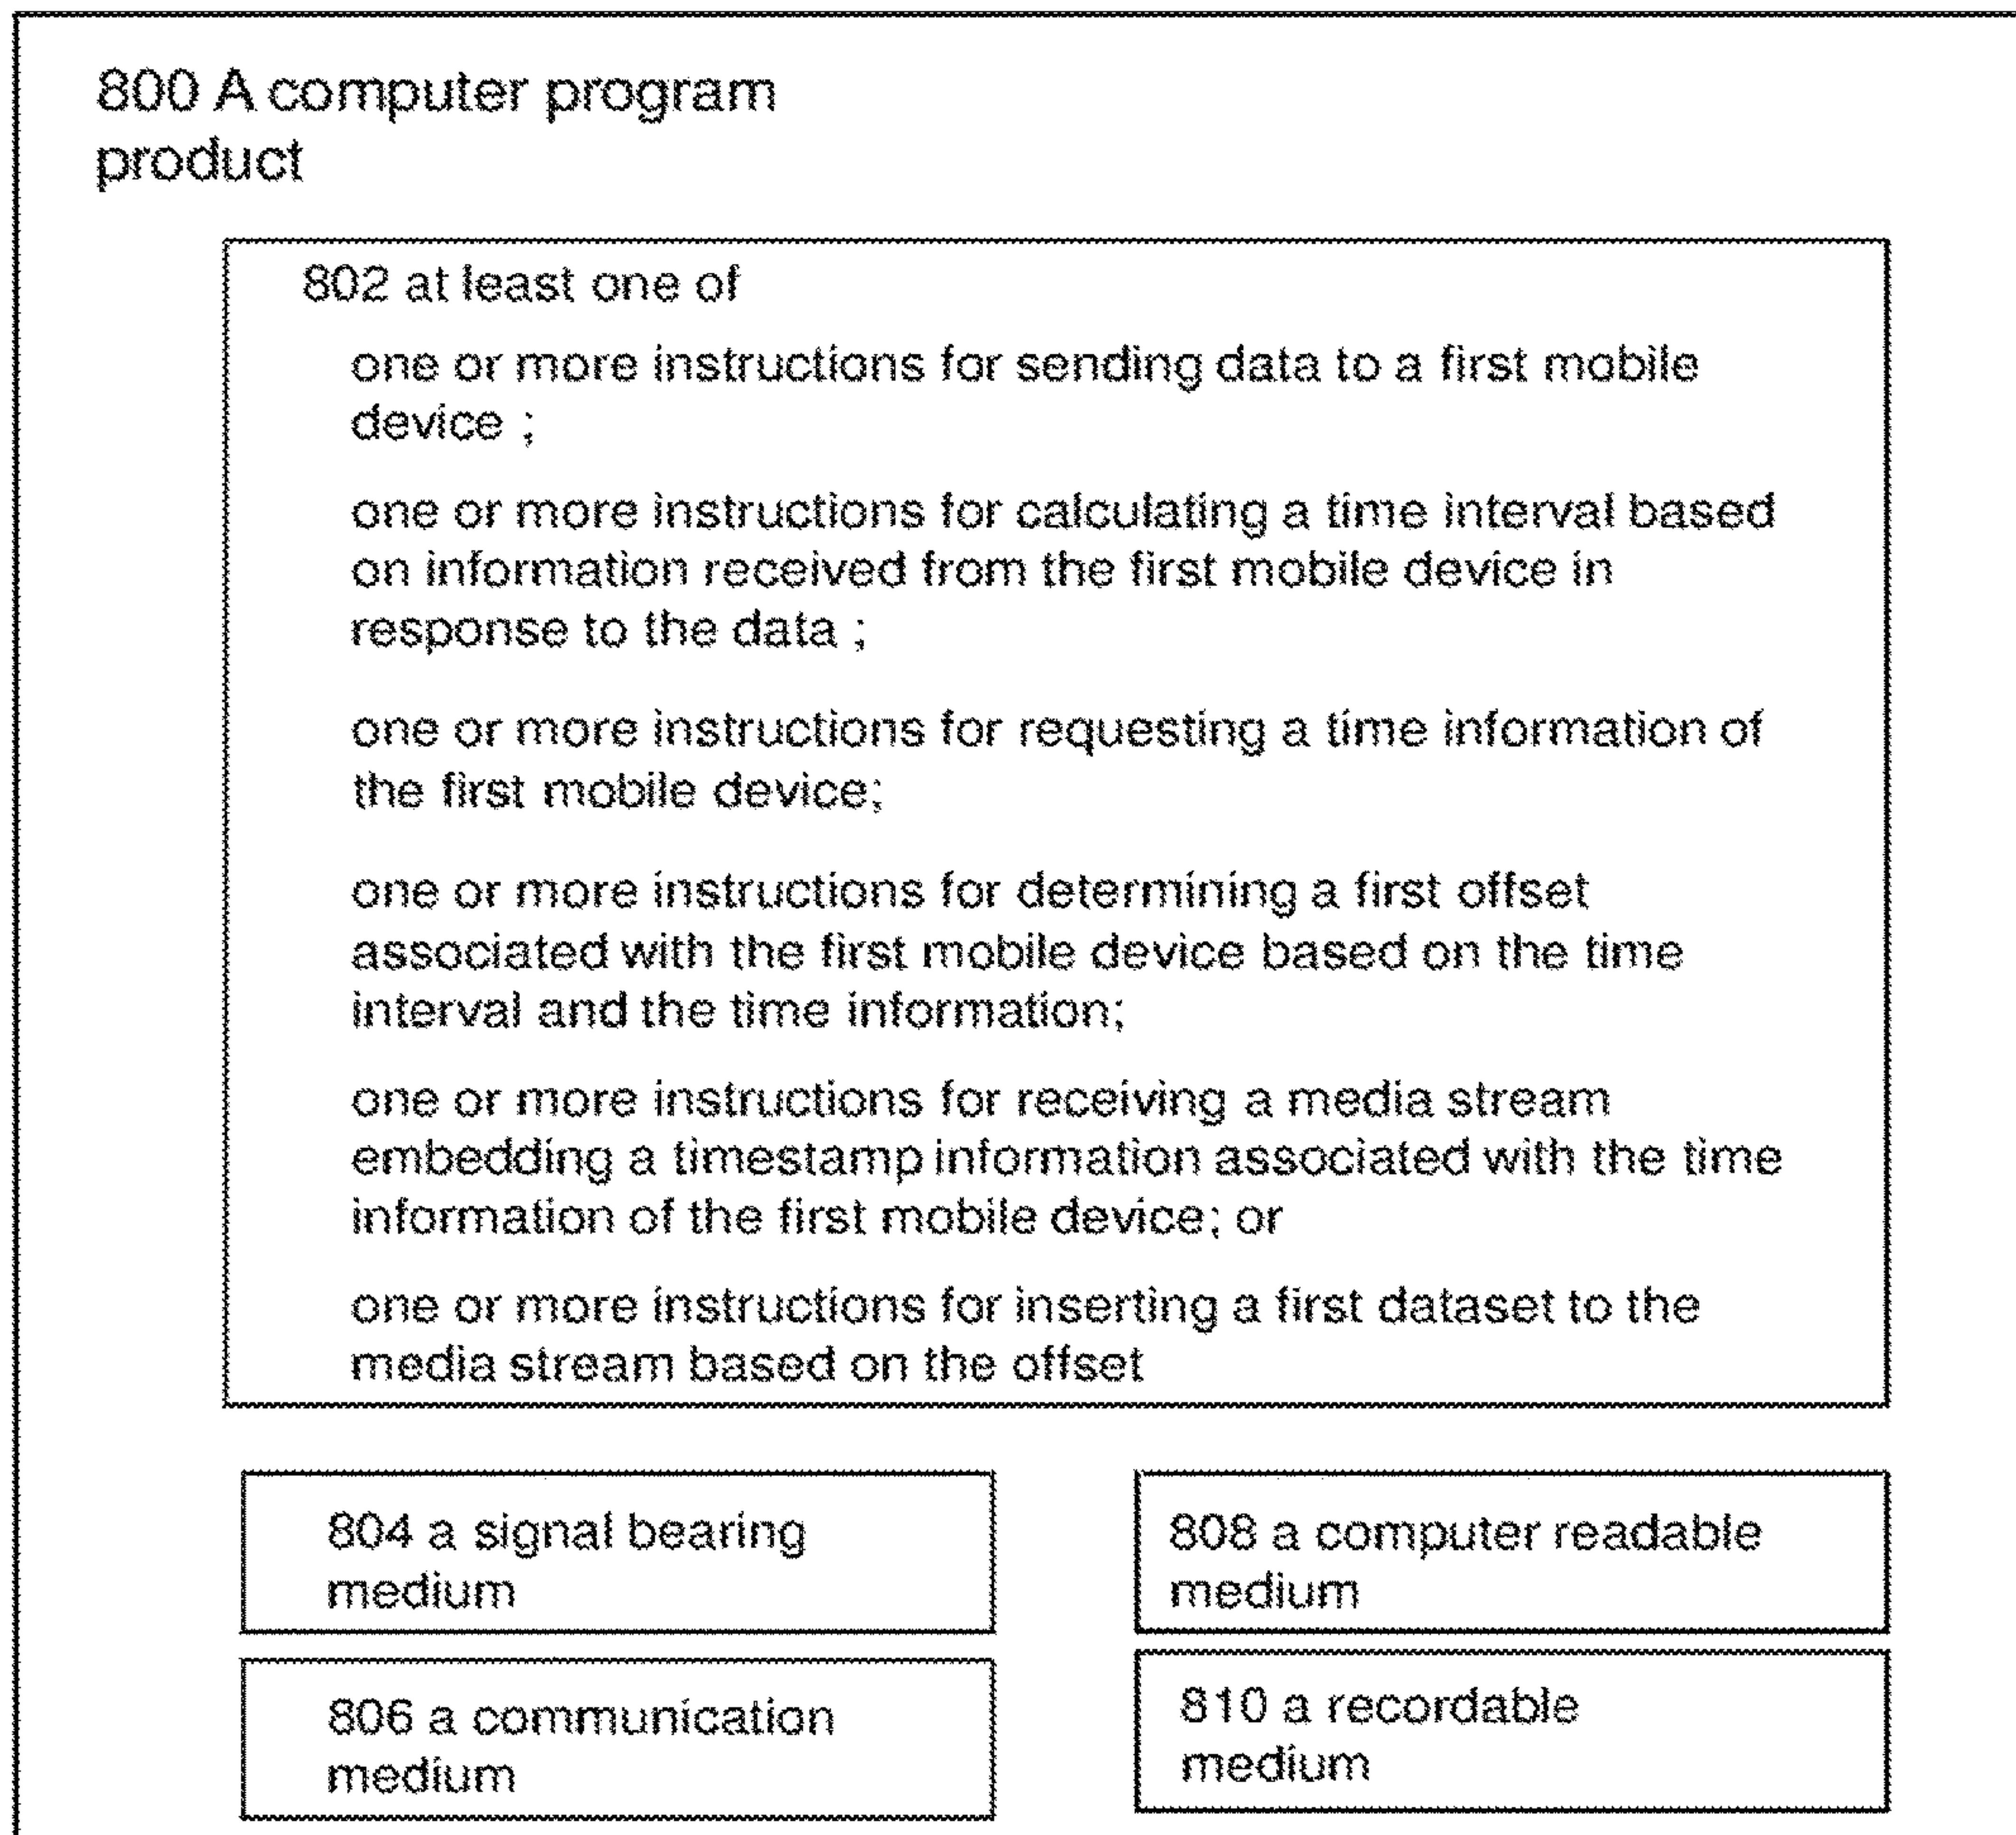 800 A computer program
product
802 at least one of
one or more instructions for sending data to a first mobile
device ;
one or more instructions for calculating a time interval based
on information received from the first mobile device in
response to the data ;
one or more instructions for requesting a time information of
the first mobile device;
one or more instructions for determining a first offset
associated with the first mobile device based on the time
interval and the time information;
one or more instructions for receiving a media stream
embedding a timestamp information associated with the time
information of the first mobile device; or
one or more instructions for inserting a first dataset to the
media stream based on the offset
804 a signal bearing
medium
808 a computer readable
medium
806 a communication
medium
810 a recordable
medium